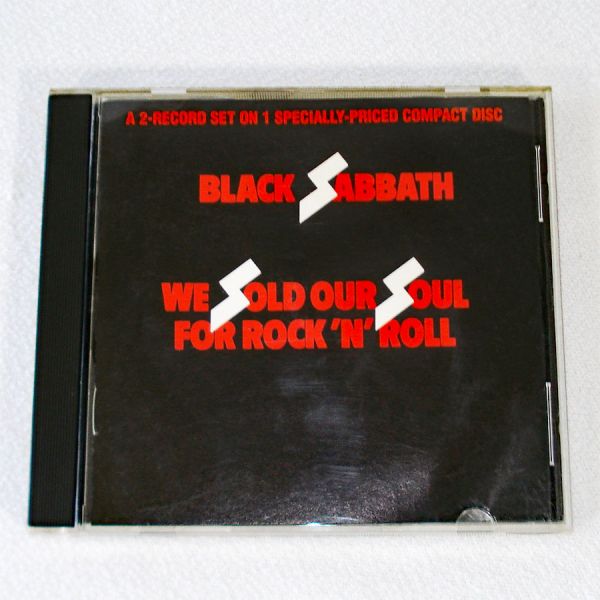 A 2-RECORD SET ON 1 SPECIALLY-PRICED COMPACT DISC
BLACK SABBATH
WE SOLD OUR SOUL
FOR ROCK 'N' ROLL